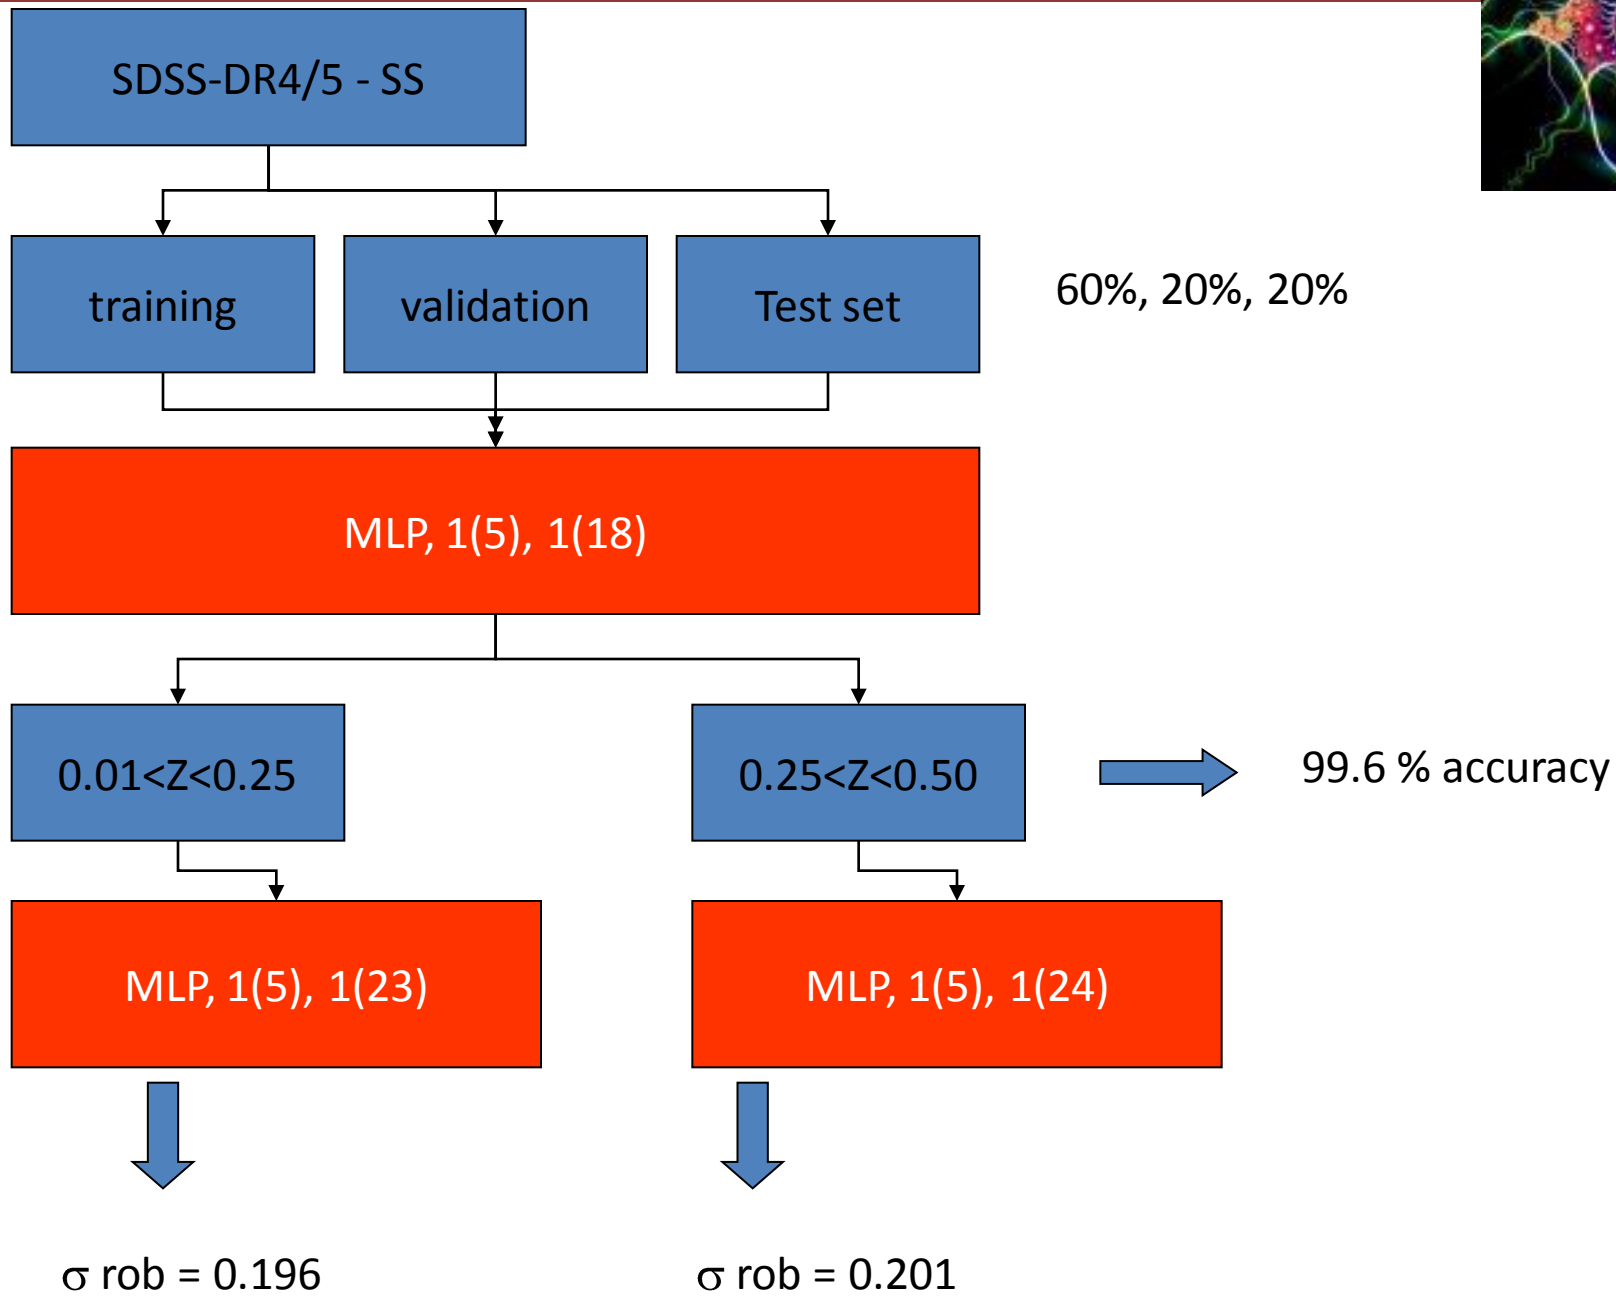 SDSS-DR4/5 - SS
training
validation
Test set
60%, 20%, 20%
MLP, 1(5), 1(18)
0.01<Z<0.25
0.25<Z<0.50
99.6 % accuracy
MLP, 1(5), 1(23)
MLP, 1(5), 1(24)
σ rob = 0.196
σ rob = 0.201